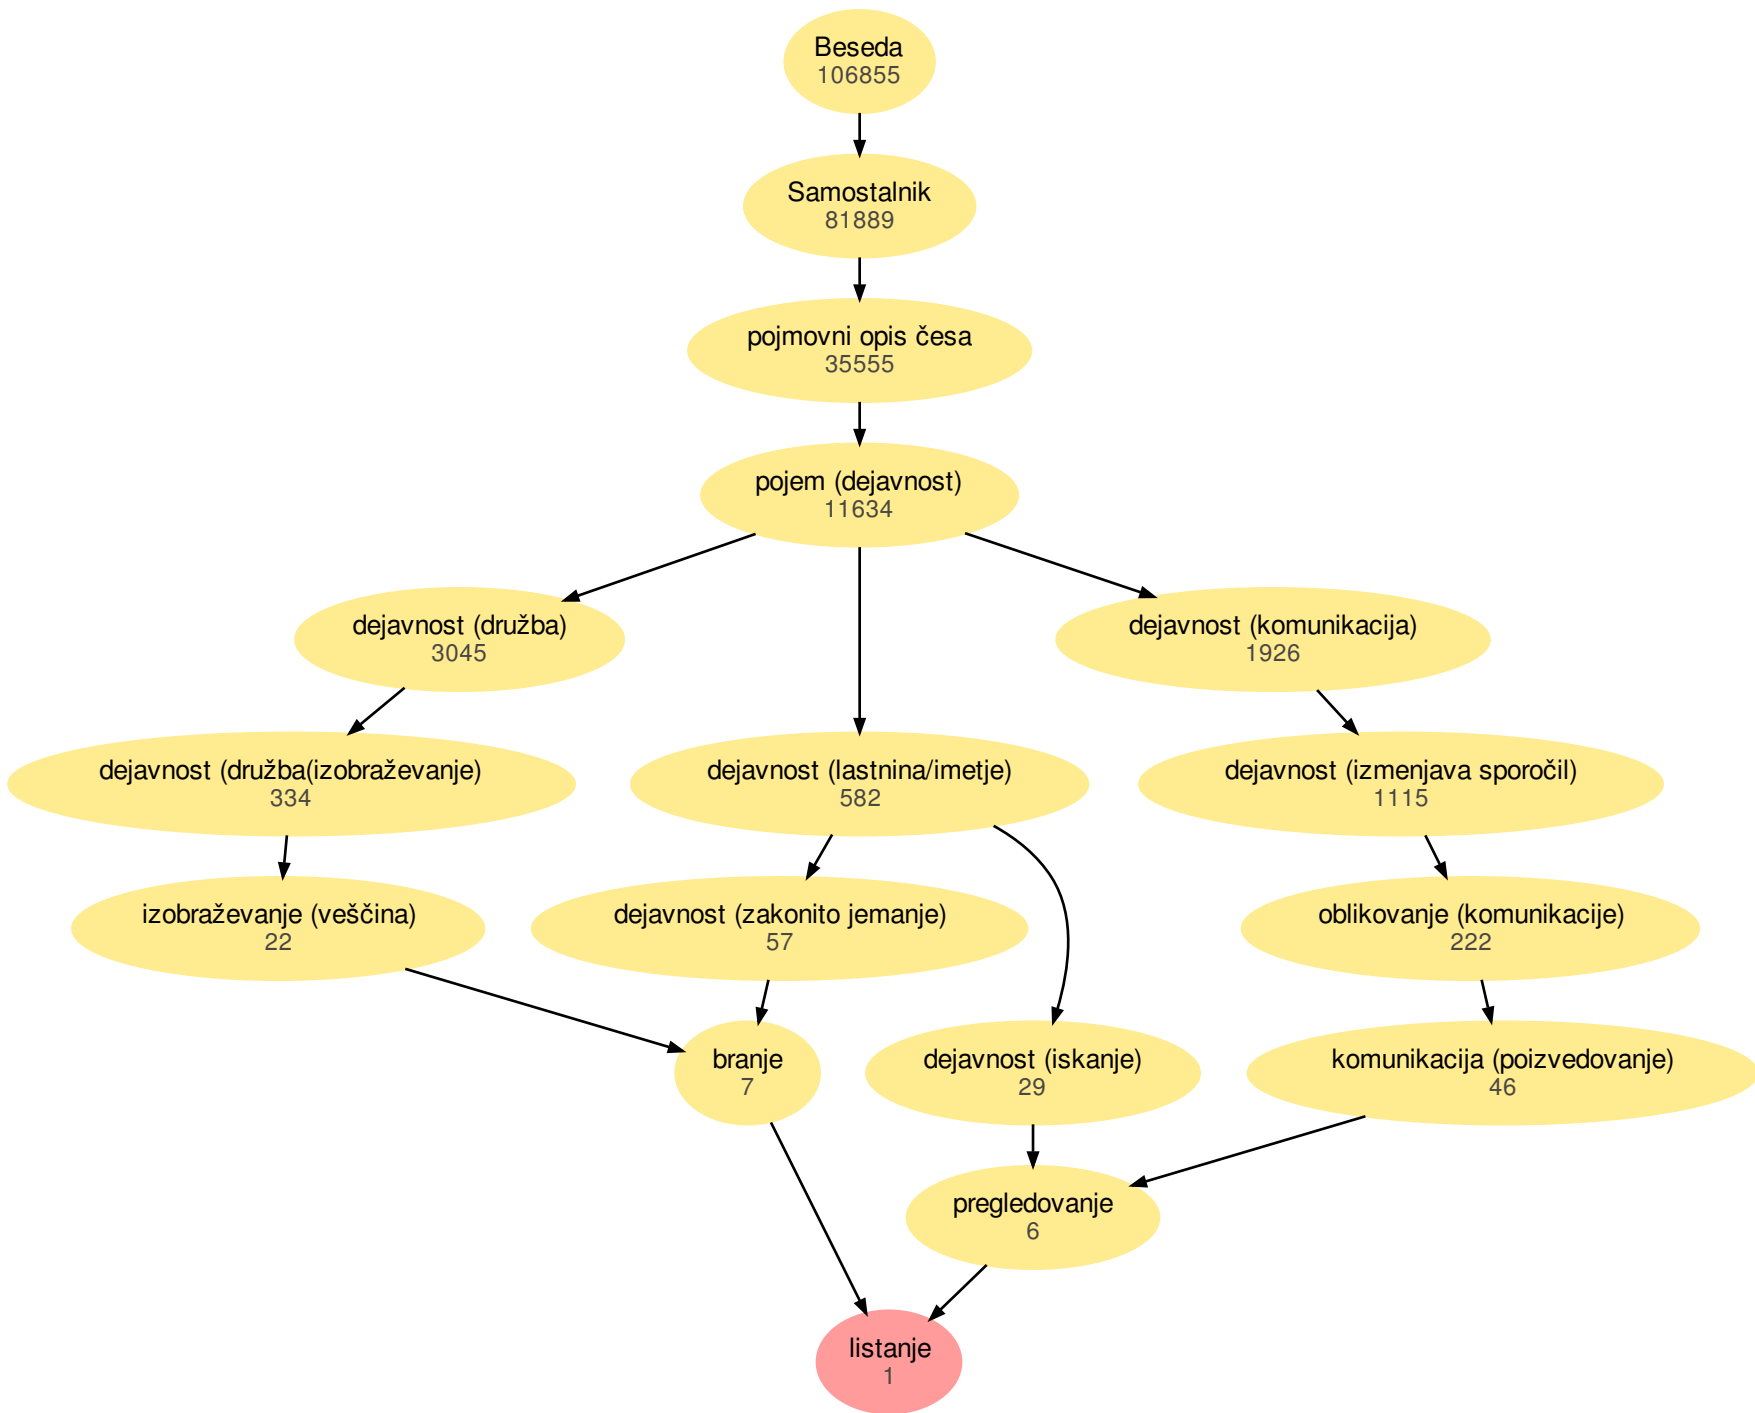 Beseda
106855
Samostalnik
81889
pojmovni opis česa
35555
pojem (dejavnost)
11634
dejavnost (družba)
3045
dejavnost (komunikacija)
1926
dejavnost (družba(izobraževanje)
334
dejavnost (lastnina/imetje)
582
dejavnost (izmenjava sporočil)
1115
izobraževanje (veščina)
22
dejavnost (zakonito jemanje)
57
oblikovanje (komunikacije)
222
branje
7
dejavnost (iskanje)
29
komunikacija (poizvedovanje)
46
pregledovanje
6
listanje
1